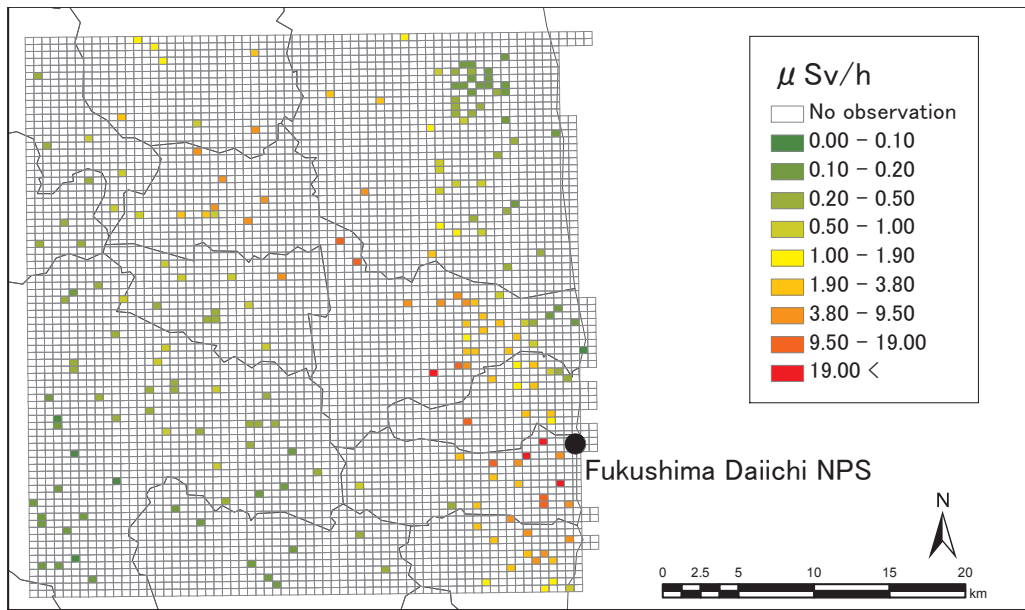 μSv/h
No observation
0.00 − 0.10
0.10 − 0.20
0.20 − 0.50
0.50 − 1.00
1.00 − 1.90
1.90 − 3.80
3.80 − 9.50
9.50 − 19.00
19.00 <
Fukushima Daiichi NPS
N
0 2.5 5 10 15 20
km